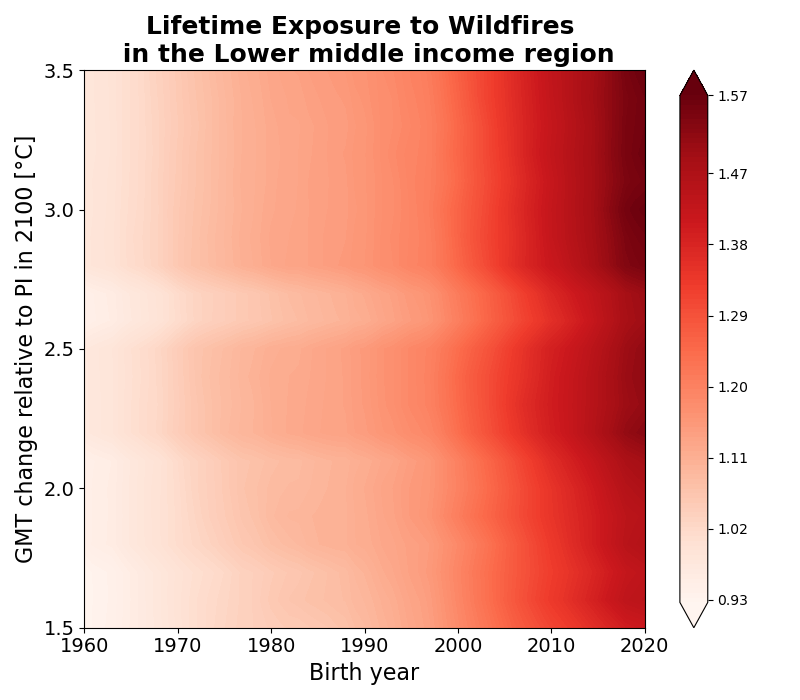 Lifetime Exposure to Wildfires
in the Lower middle income region
GMT change relative to PI in 2100 [°C]
3.5
3.0
2.5
2.0
1.5
1960 1970 1980 1990 2000 2010 2020
Birth year
1.57
1.47
1.38
1.29
1.20
1.11
1.02
0.93